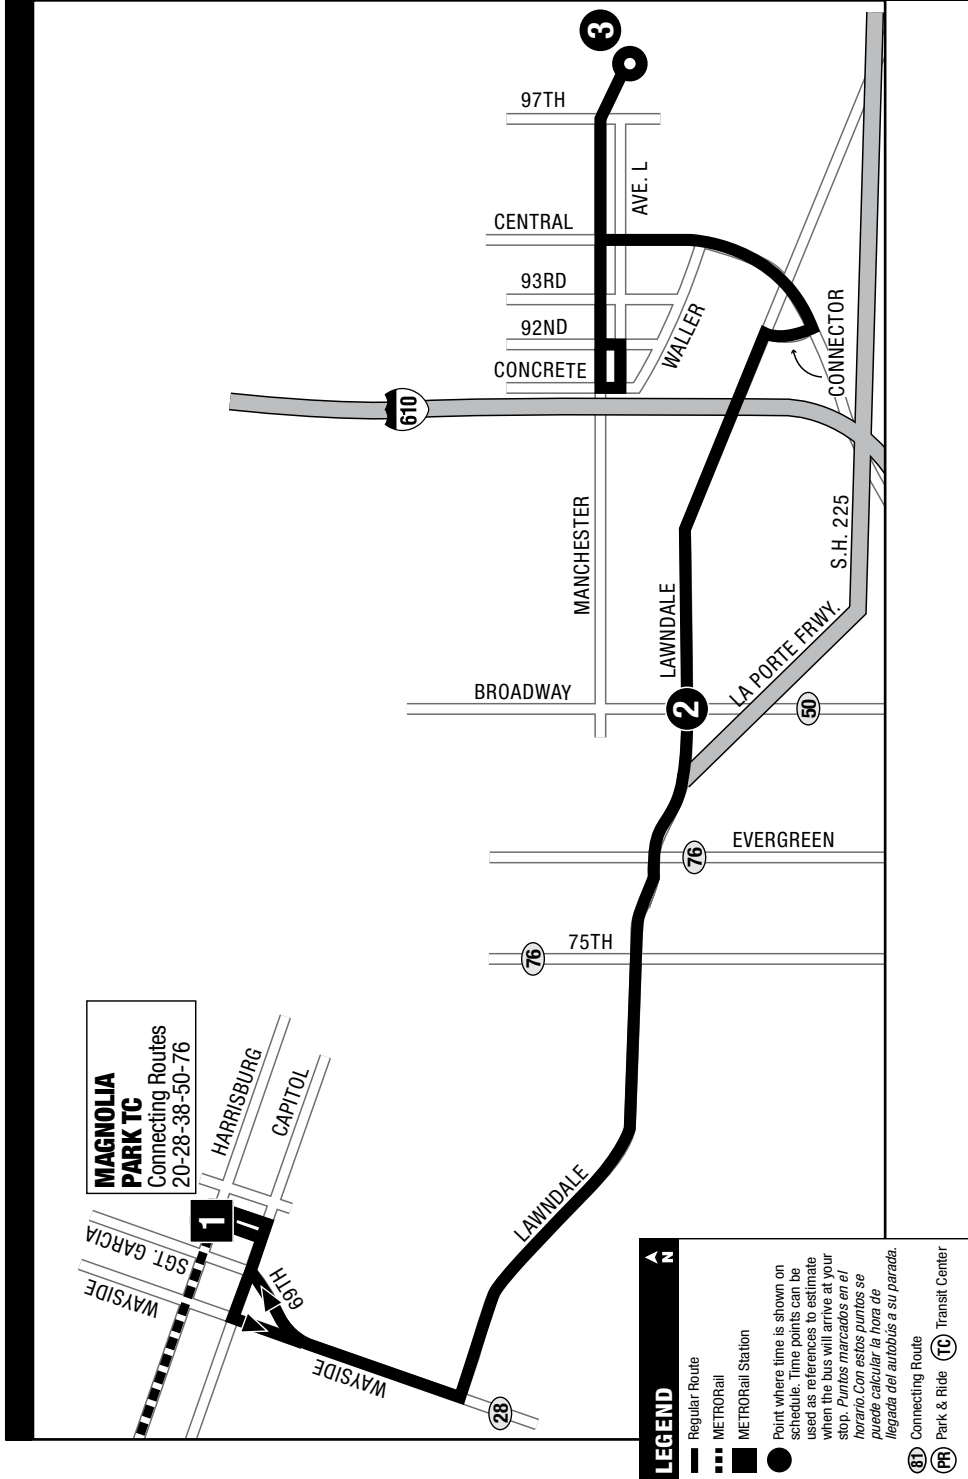 MAGNOLIA
PARK TC
Connecting Routes
20-28-38-50-76
1
HARRISBURG
CAPITOL
SGT. GARCIA
WAYSIDE
69TH
WAYSIDE
28
LAWNDALE
76
75TH
76
EVERGREEN
BROADWAY
2
50
LA PORTE FRWY.
LAWNDALE
MANCHESTER
S.H. 225
610
CONCRETE
92ND
93RD
CENTRAL
97TH
WALLER
CONNECTOR
AVE. L
3
LEGEND
N
Regular Route
METRORail
METRORail Station
Point where time is shown on
schedule. Time points can be
used as references to estimate
when the bus will arrive at your
stop. Puntos marcados en el
horario.Con estos puntos se
puede calcular la hora de
llegada del autobús a su parada.
81 Connecting Route
PR Park & Ride TC Transit Center